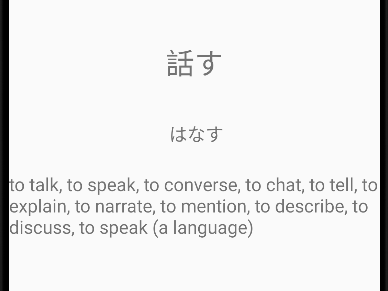 話す
はなす
to talk, to speak, to converse, to chat, to tell, to
explain, to narrate, to mention, to describe, to
discuss, to speak (a language)